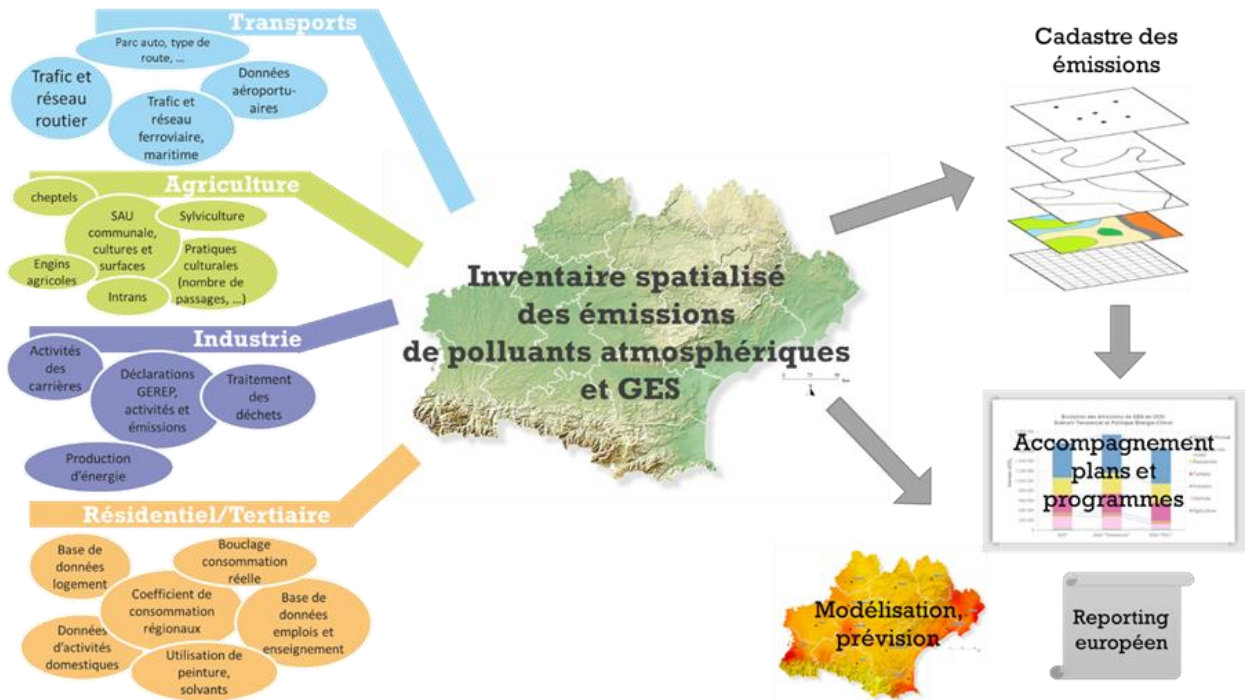 Transports
Parc auto, type de
route, ...
Trafic et
réseau
routier
Données
aéroportu-
aires
Trafic et
réseau
ferroviaire,
maritime
Agriculture
cheptels
SAU
communale,
cultures et
surfaces
Sylviculture
Engins
agricoles
Pratiques
culturales
(nombre de
passages, ...)
Intrans
Industrie
Activités
des
carrières
Déclarations
GEREP,
activités et
émissions
Traitement
des
déchets
Production
d'énergie
Résidentiel/Tertiaire
Base de
données
logement
Bouclage
consommation
réelle
Coefficient de
consommation
régionaux
Base de
données
emplois et
enseignement
Données
d'activités
domestiques
Utilisation de
peinture,
solvants
Inventaire spatialisé
des émissions
de polluants atmosphériques
et GES
Cadastre des
émissions
Accompagnement
plans et
programmes
Modélisation,
prévision
Reporting
européen